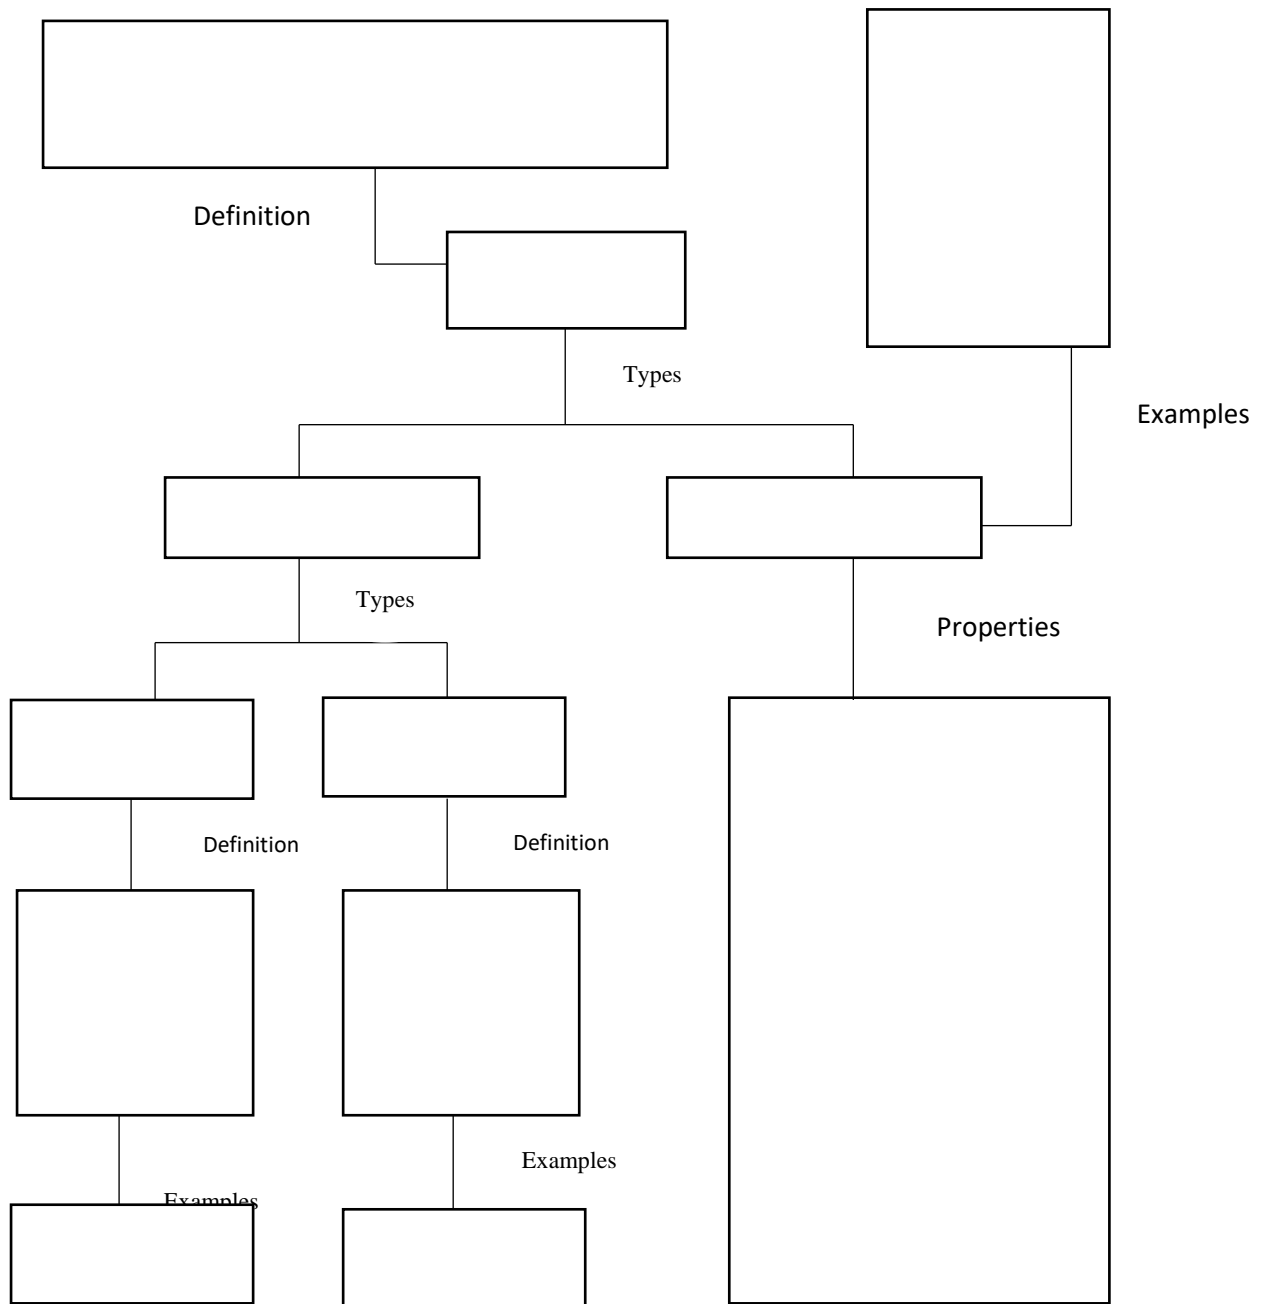 Definition
Types
Examples
Types
Properties
Definition
Definition
Examples
Examples